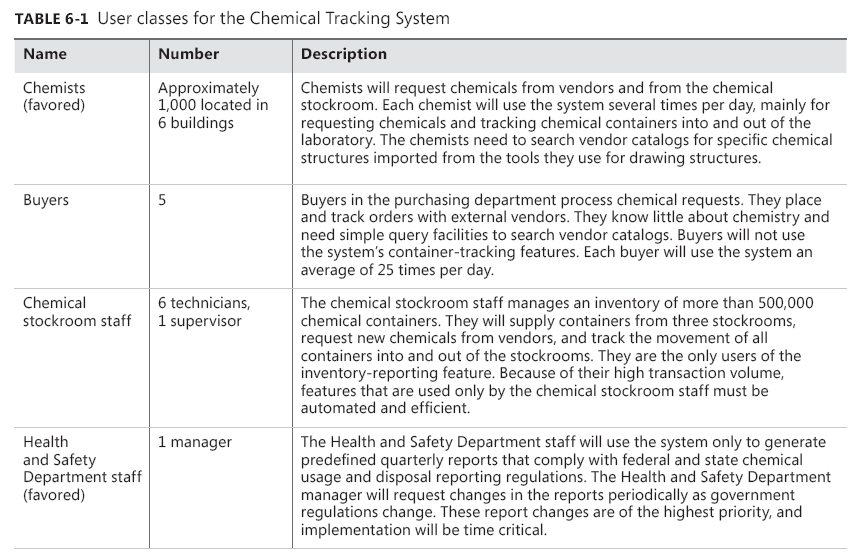 TABLE 6-1 User classes for the Chemical Tracking System
Name Number Description
Chemists
(favored)
Approximately
1,000 located in
6 buildings
Chemists will request chemicals from vendors and from the chemical
stockroom. Each chemist will use the system several times per day, mainly for
requesting chemicals and tracking chemical containers into and out of the
laboratory. The chemists need to search vendor catalogs for specific chemical
structures imported from the tools they use for drawing structures.
Buyers
5
Buyers in the purchasing department process chemical requests. They place
and track orders with external vendors. They know little about chemistry and
need simple query facilities to search vendor catalogs. Buyers will not use
the system's container-tracking features. Each buyer will use the system an
average of 25 times per day.
Chemical
stockroom staff
6 technicians,
1 supervisor
The chemical stockroom staff manages an inventory of more than 500,000
chemical containers. They will supply containers from three stockrooms,
request new chemicals from vendors, and track the movement of all
containers into and out of the stockrooms. They are the only users of the
inventory-reporting feature. Because of their high transaction volume,
features that are used only by the chemical stockroom staff must be
automated and efficient.
Health
and Safety
Department staff
(favored)
1 manager
The Health and Safety Department staff will use the system only to generate
predefined quarterly reports that comply with federal and state chemical
usage and disposal reporting regulations. The Health and Safety Department
manager will request changes in the reports periodically as government
regulations change. These report changes are of the highest priority, and
implementation will be time critical.